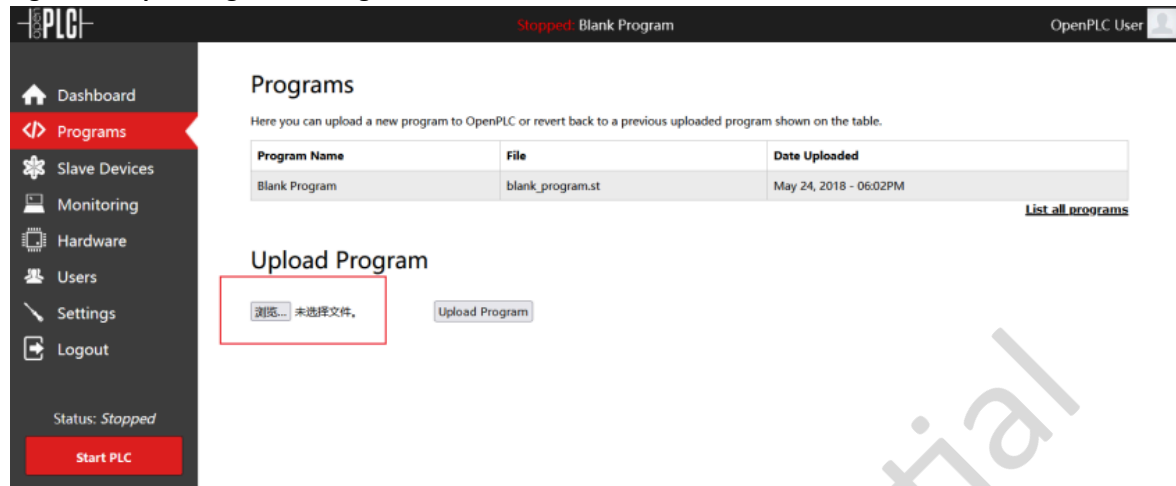 open PLC
Stopped: Blank Program
OpenPLC User
Dashboard
Programs
Slave Devices
Monitoring
Hardware
Users
Settings
Logout
Status: Stopped
Start PLC
Programs
Here you can upload a new program to OpenPLC or revert back to a previous uploaded program shown on the table.
Program Name File Date Uploaded
Blank Program blank_program.st May 24, 2018 - 06:02PM
List all programs
Upload Program
浏览... 未选择文件。 Upload Program